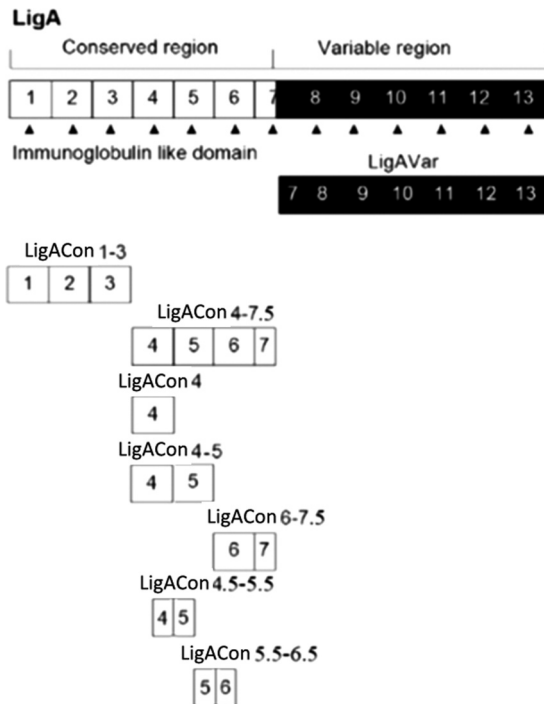 LigA
Conserved region Variable region
1 2 3 4 5 6 7 8 9 10 11 12 13
Immunoglobulin like domain
LigAVar
7 8 9 10 11 12 13
LigACon 1-3
1 2 3
LigACon 4-7.5
4 5 6 7
LigACon 4
4
LigACon 4-5
4 5
LigACon 6-7.5
6 7
LigACon 4.5-5.5
4 5
LigACon 5.5-6.5
5 6